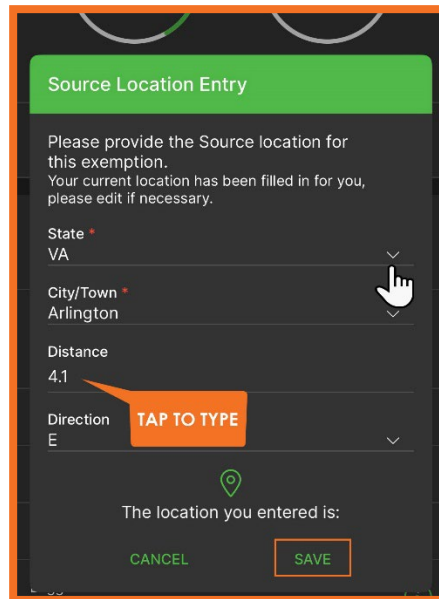 Source Location Entry
Please provide the Source location for
this exemption.
Your current location has been filled in for you,
please edit if necessary.
State *
VA
City/Town *
Arlington
Distance
4.1
TAP TO TYPE
Direction
E
The location you entered is:
CANCEL
SAVE